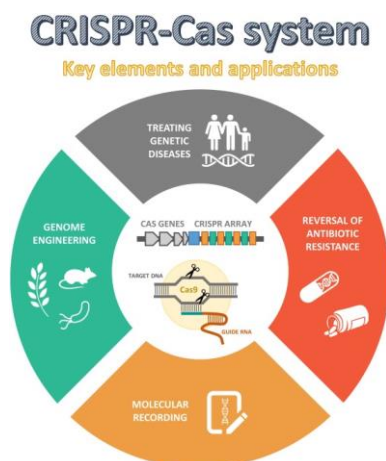 CRISPR-Cas system
Key elements and applications
TREATING
GENETIC
DISEASES
GENOME
ENGINEERING
CAS GENES
CRISPR ARRAY
REVERSAL OF
ANTIBIOTIC
RESISTANCE
TARGET DNA
Cas9
GUIDE RNA
MOLECULAR
RECORDING